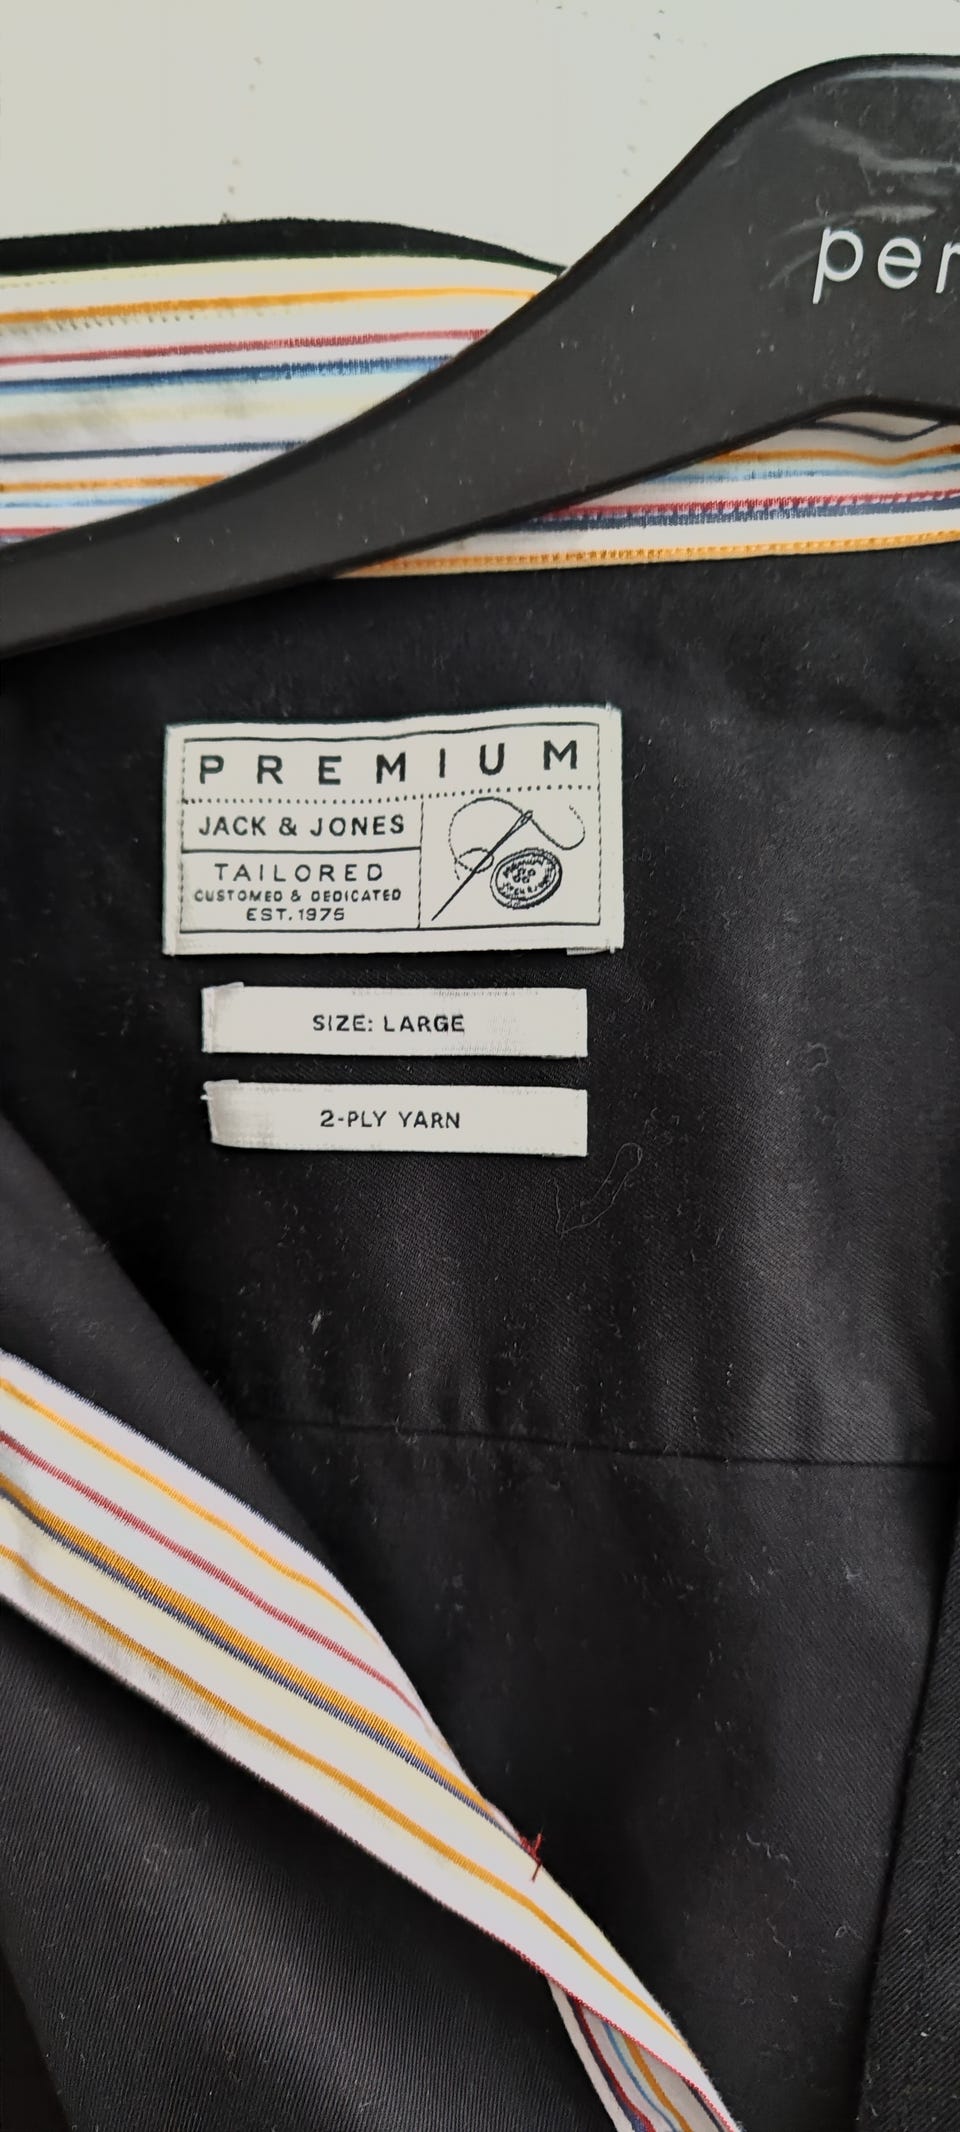 per
PREMIUM
JACK & JONES
TAILORED
CUSTOMED & DEDICATED
EST. 1975
SIZE: LARGE
2-PLY YARN